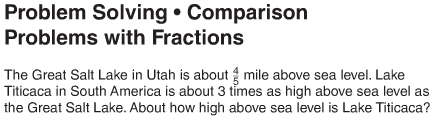 Problem Solving • Comparison
Problems with Fractions
The Great Salt Lake in Utah is about 4/5 mile above sea level. Lake
Titicaca in South America is about 3 times as high above sea level as
the Great Salt Lake. About how high above sea level is Lake Titicaca?